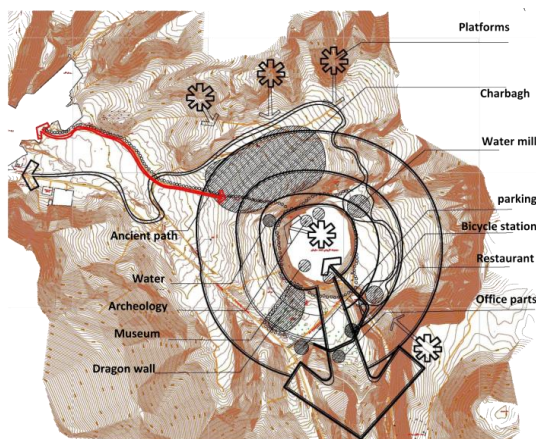 Platforms
Charbagh
Water mill
parking
Bicycle station
Ancient path
Restaurant
Water
Office parts
Archeology
Museum
Dragon wall